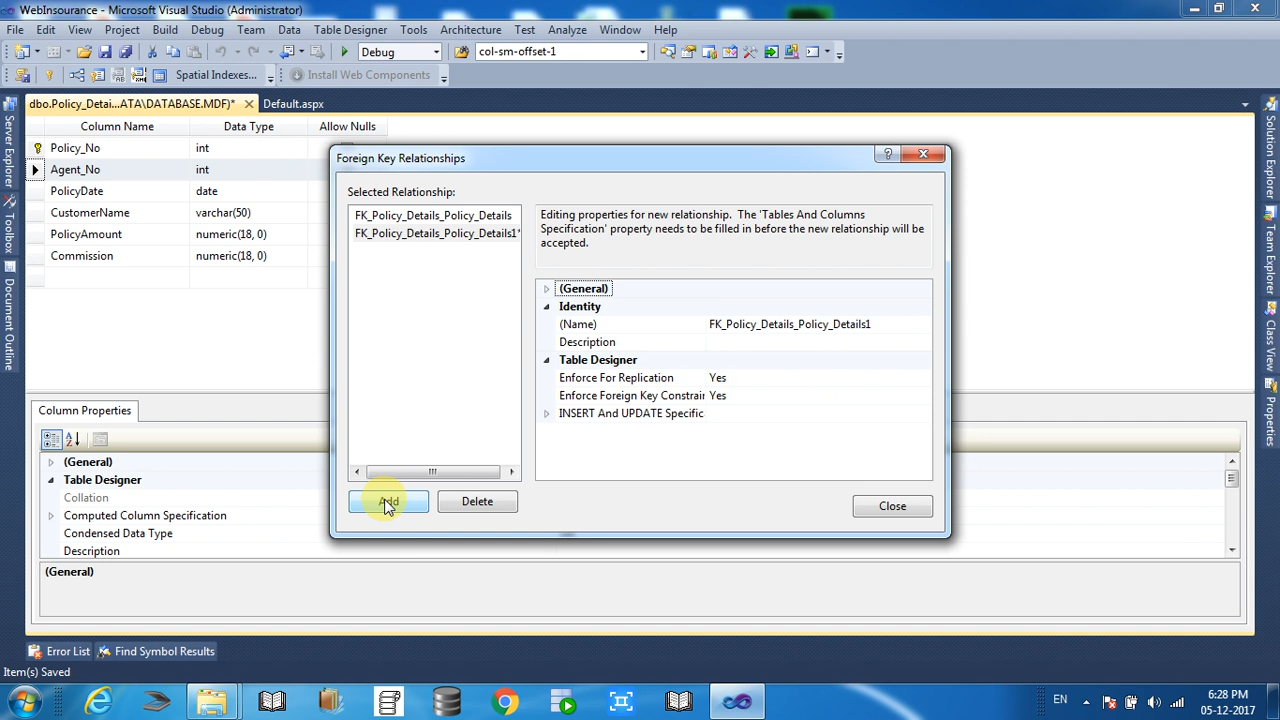 WebInsourance - Microsoft Visual Studio (Administrator)
File Edit View Project Build Debug Team Data Table Designer Tools Architecture Test Analyze Window Help
Debug col-sm-offset-1
Spatial Indexes... Install Web Components
dbo.Policy_Detai...ATA\DATABASE.MDF)* Default.aspx
Column Name Data Type Allow Nulls
Policy_No int
Agent_No int
PolicyDate date
CustomerName varchar(50)
PolicyAmount numeric(18, 0)
Commission numeric(18, 0)
Foreign Key Relationships
Selected Relationship:
FK_Policy_Details_Policy_Details
FK_Policy_Details_Policy_Details1*
Editing properties for new relationship. The 'Tables And Columns
Specification' property needs to be filled in before the new relationship will be
accepted.
(General)
Identity
(Name) FK_Policy_Details_Policy_Details1
Description
Table Designer
Enforce For Replication Yes
Enforce Foreign Key Constrair Yes
INSERT And UPDATE Specific
Add Delete Close
Column Properties
(General)
Table Designer
Collation
Computed Column Specification
Condensed Data Type
Description
(General)
Server Explorer
Toolbox
Document Outline
Solution Explorer
Team Explorer
Class View
Properties
Error List Find Symbol Results
Item(s) Saved
EN
6:28 PM
05-12-2017